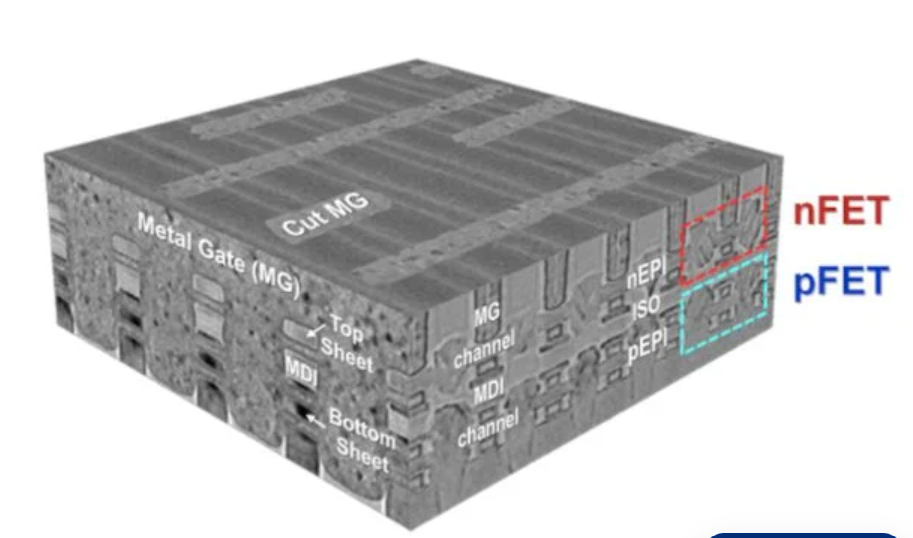 Cut MG
Metal Gate (MG)
Top
Sheet
MDI
Bottom
Sheet
MG
channel
MDI
channel
nEPI
ISO
pEPI
nFET
pFET